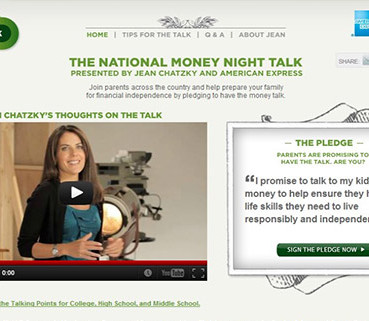 HOME | TIPS FOR THE TALK | Q & A | ABOUT JEAN
SHARE:
THE NATIONAL MONEY NIGHT TALK
PRESENTED BY JEAN CHATZKY AND AMERICAN EXPRESS
Join parents across the country and help prepare your family
for financial independence by pledging to have the money talk.
CHATZKY'S THOUGHTS ON THE TALK
0:00
YouTube
the Talking Points for College, High School, and Middle School.
THE PLEDGE
PARENTS ARE PROMISING TO
HAVE THE TALK. ARE YOU?
“I promise to talk to my kid
money to help ensure they h
life skills they need to live
responsibly and independen
SIGN THE PLEDGE NOW